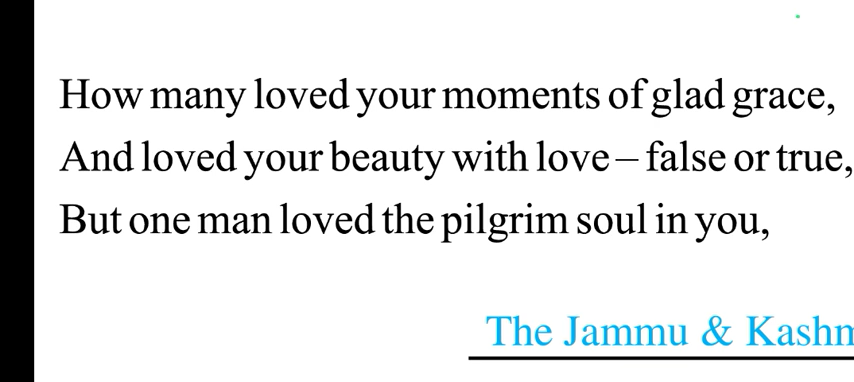 How many loved your moments of glad grace,
And loved your beauty with love – false or true,
But one man loved the pilgrim soul in you,
The Jammu & Kashm